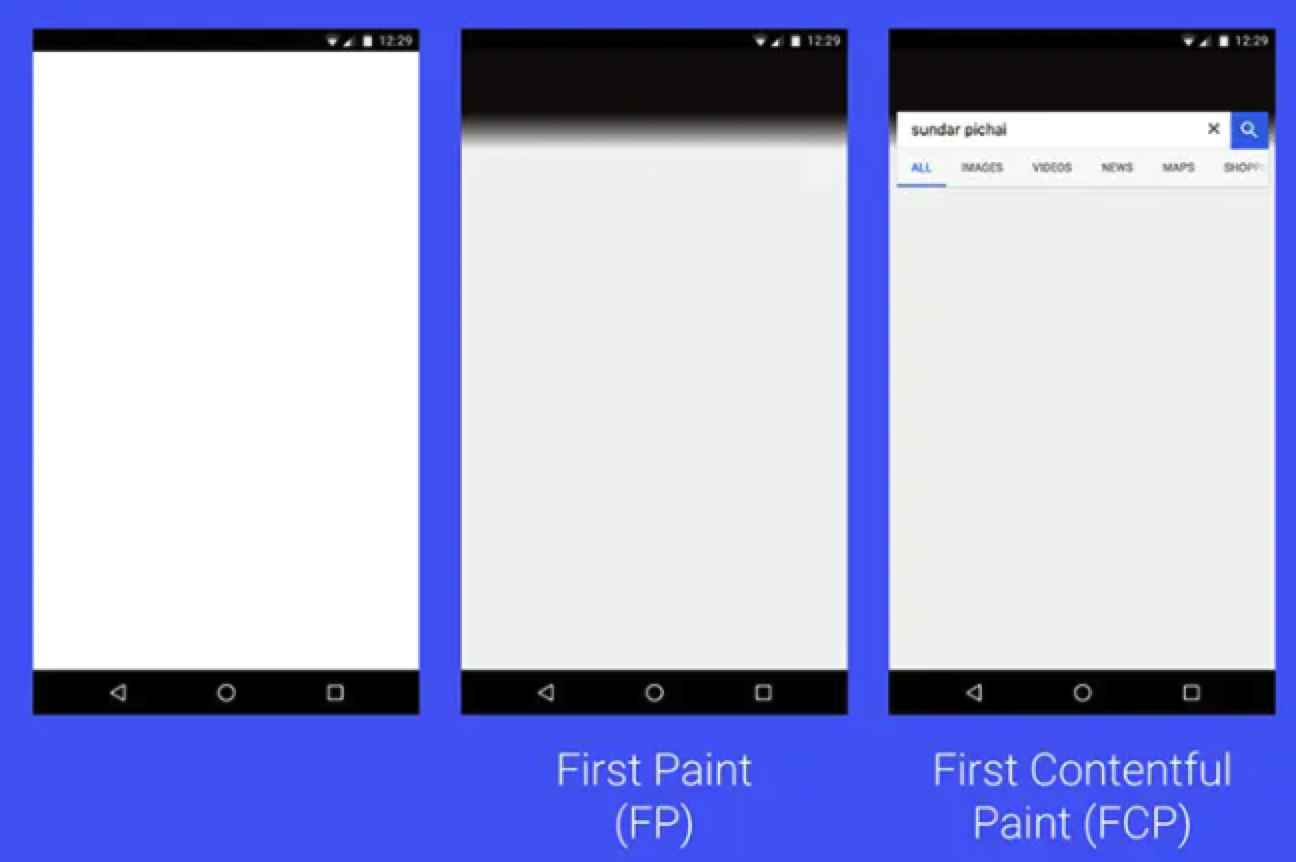 12:29
12:29
12:29
sundar pichai
ALL IMAGES VIDEOS NEWS MAPS SHOPP
First Paint
(FP)
First Contentful
Paint (FCP)